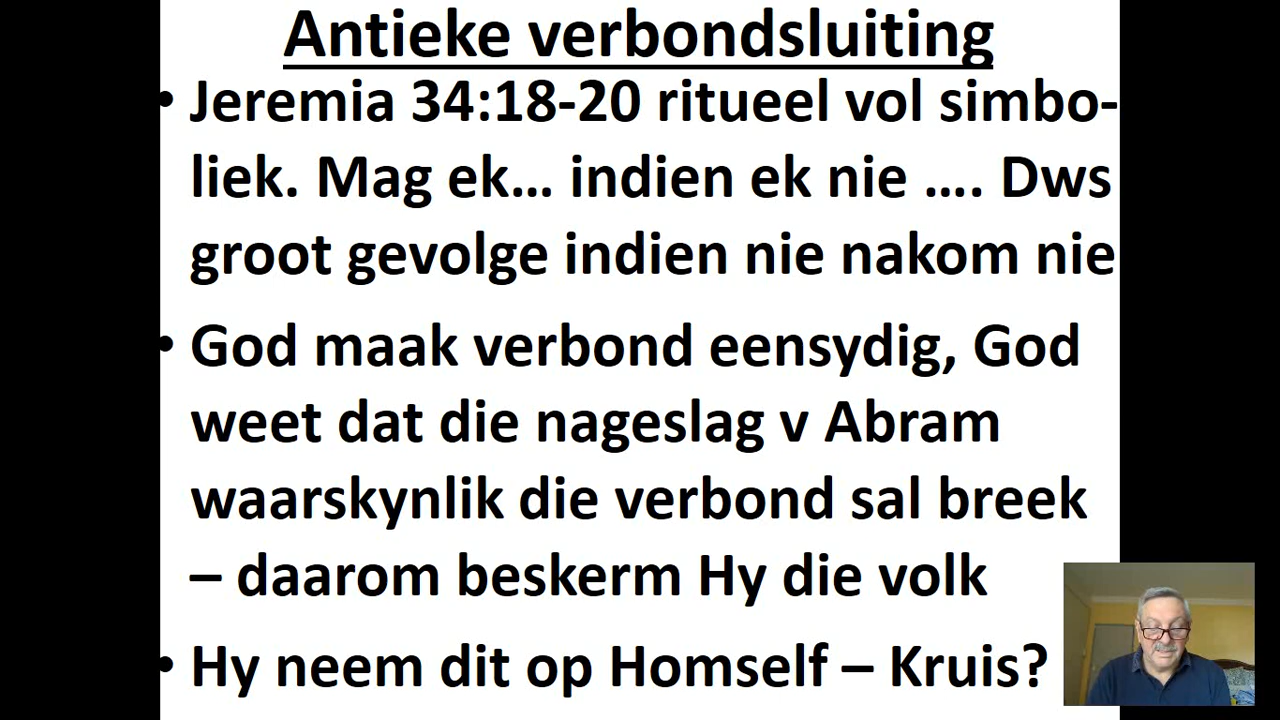 Antieke verbondsluiting
• Jeremia 34:18-20 ritueel vol simbo-
liek. Mag ek... indien ek nie .... Dws
groot gevolge indien nie nakom nie
• God maak verbond eensydig, God
weet dat die nageslag v Abram
waarskynlik die verbond sal breek
– daarom beskerm Hy die volk
• Hy neem dit op Homself – Kruis?